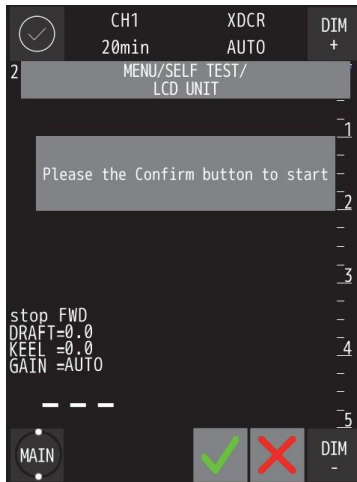 CH1
XDCR
DIM
+
20min
AUTO
2
MENU/SELF TEST/
LCD UNIT
1
Please the Confirm button to start
2
3
stop FWD
DRAFT=0.0
KEEL =0.0
GAIN =AUTO
4
---
5
MAIN
DIM
-